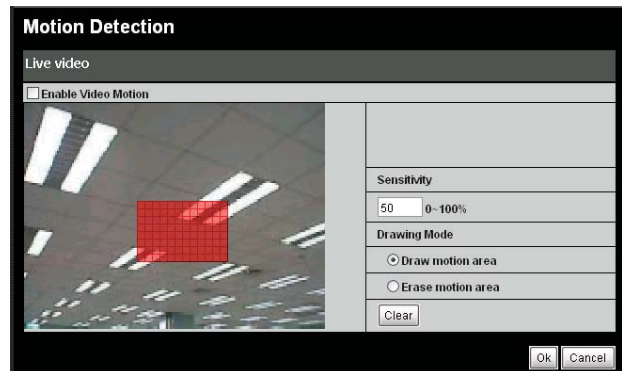 Motion Detection
Live video
Enable Video Motion
Sensitivity
50 0~100%
Drawing Mode
Draw motion area
Erase motion area
Clear
Ok Cancel